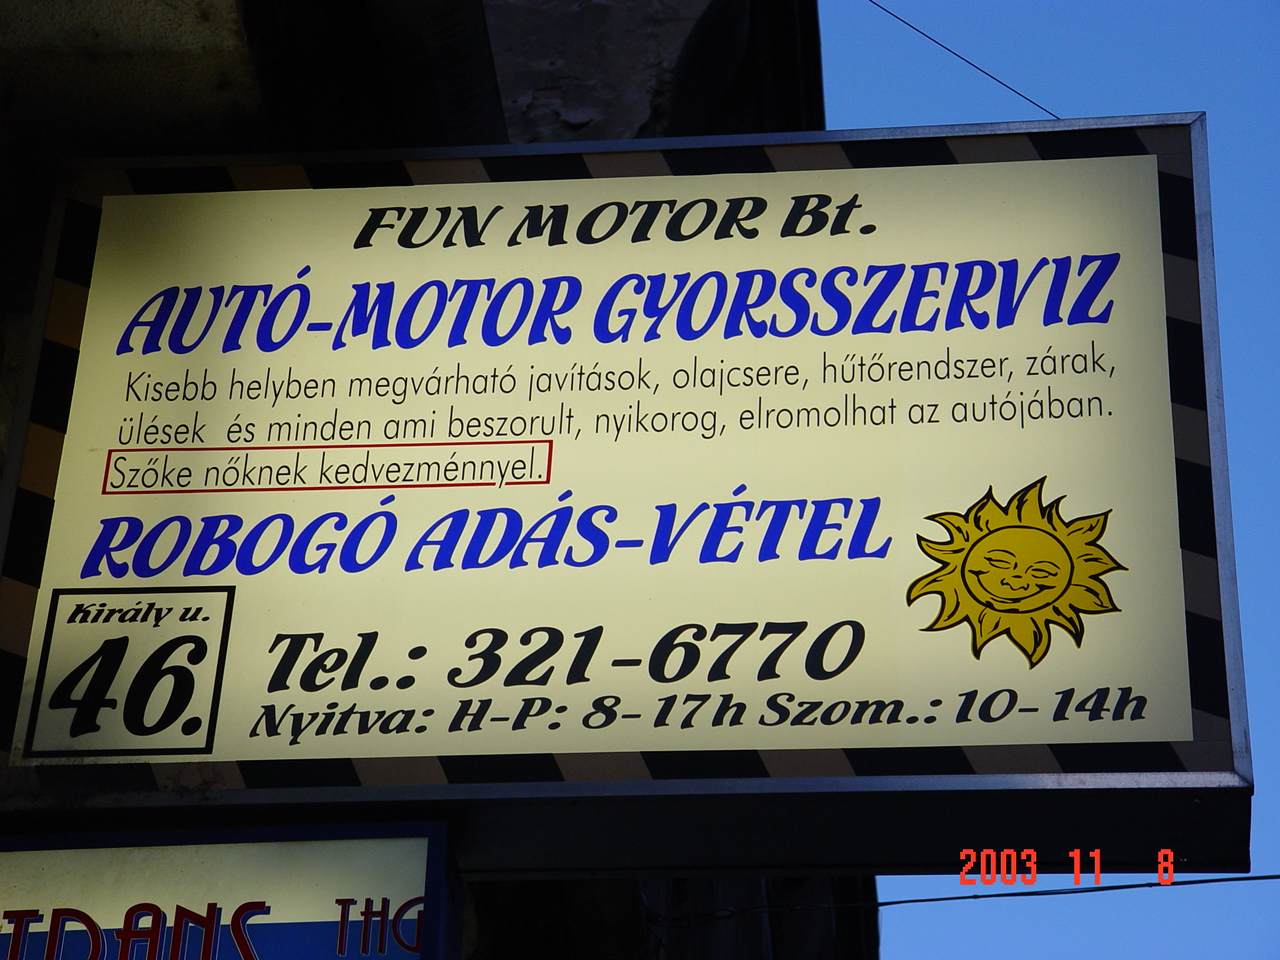 FUN MOTOR Bt.
AUTÓ-MOTOR GYORSSZERVIZ
Kisebb helyben megvárható javítások, olajcsere, hűtőrendszer, zárak,
ülések és minden ami beszorult, nyikorog, elromolhat az autójában.
Szőke nőknek kedvezménnyel.
ROBOGÓ ADÁS-VÉTEL
Király u.
46.
Tel.: 321-6770
Nyitva: H-P: 8-17h Szom.: 10-14h
2003 11 8
TRANS THG